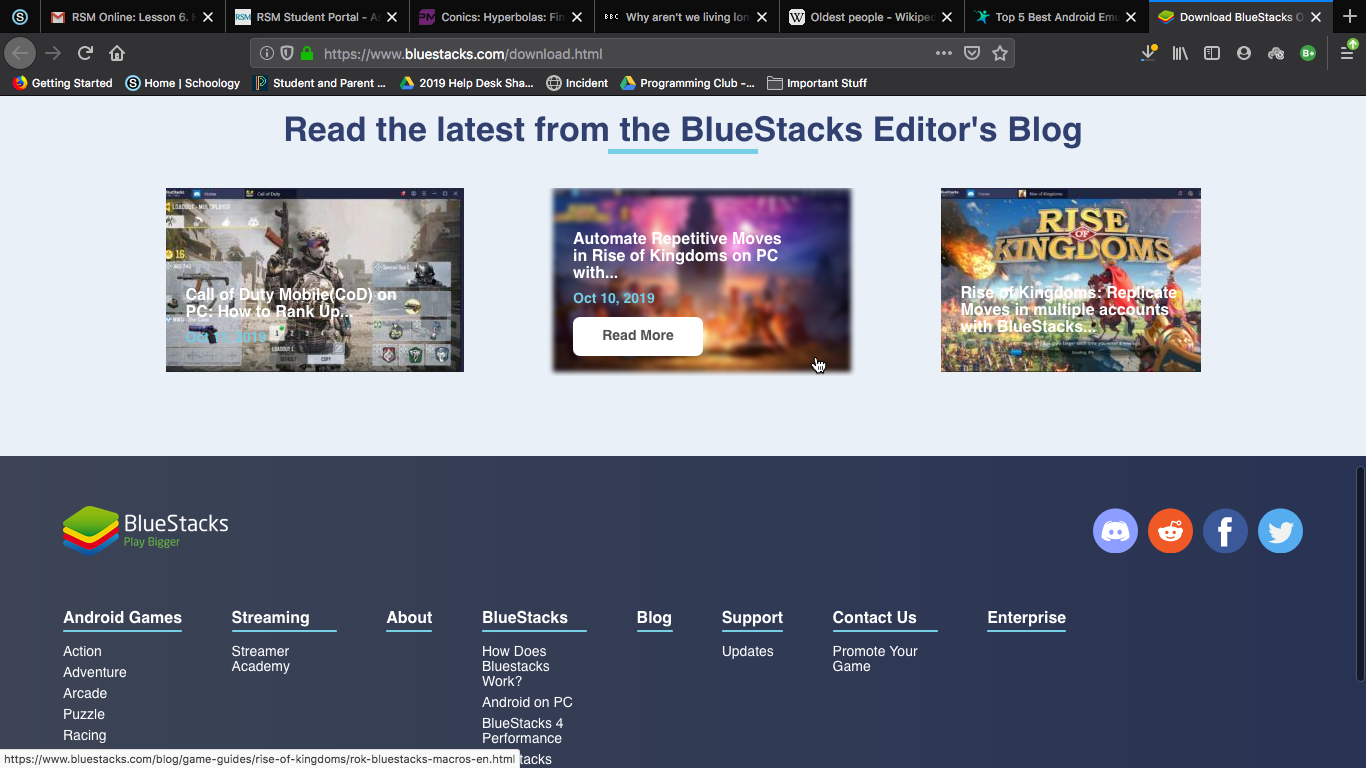 RSM Online: Lesson 6.
RSM Student Portal - A
Conics: Hyperbolas: Fin
BBC Why aren't we living lon
W Oldest people - Wikiped
Top 5 Best Android Emu
Download BlueStacks O
https://www.bluestacks.com/download.html
Getting Started
Home | Schoology
Student and Parent ...
2019 Help Desk Sha...
Incident
Programming Club -...
Important Stuff
Read the latest from the BlueStacks Editor's Blog
Call of Duty Mobile(CoD) on
PC: How to Rank Up...
Automate Repetitive Moves
in Rise of Kingdoms on PC
with...
Oct 10, 2019
Read More
RISE
OF
KINGDOMS
Rise of Kingdoms: Replicate
Moves in multiple accounts
with BlueStacks...
BlueStacks
Play Bigger
Android Games
Action
Adventure
Arcade
Puzzle
Racing
Streaming
Streamer
Academy
About
BlueStacks
How Does
Bluestacks
Work?
Android on PC
BlueStacks 4
Performance
tacks
Blog
Support
Updates
Contact Us
Promote Your
Game
Enterprise
https://www.bluestacks.com/blog/game-guides/rise-of-kingdoms/rok-bluestacks-macros-en.html